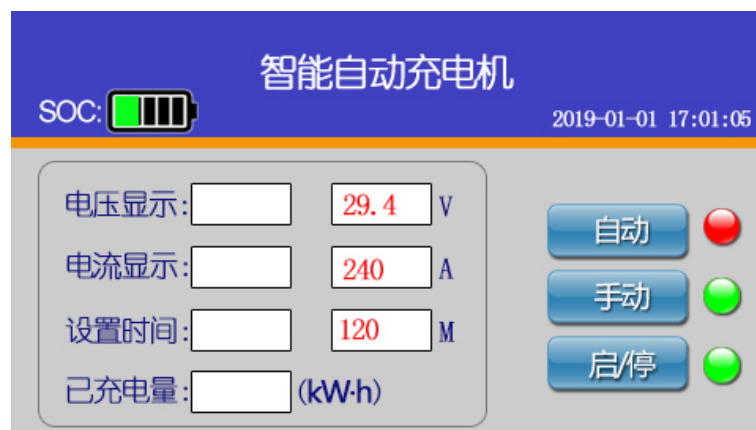 智能自动充电机
SOC:
2019-01-01 17:01:05
电压显示: 29.4 V
自动
电流显示: 240 A
手动
设置时间: 120 M
启/停
已充电量: (kW·h)